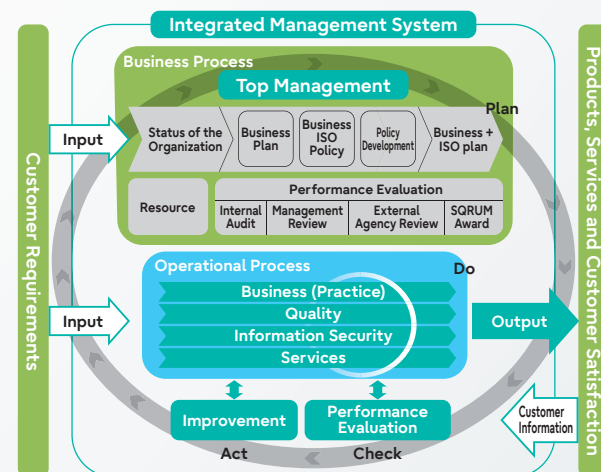 Integrated Management System
Business Process
Top Management
Plan
Input
Status of the
Organization
Business
Plan
Business
ISO
Policy
Policy
Development
Business +
ISO plan
Resource
Performance Evaluation
Internal
Audit
Management
Review
External
Agency Review
SQRUM
Award
Customer Requirements
Products, Services and Customer Satisfaction
Operational Process
Do
Input
Business (Practice)
Quality
Information Security
Services
Output
Improvement
Performance
Evaluation
Customer
Information
Act
Check